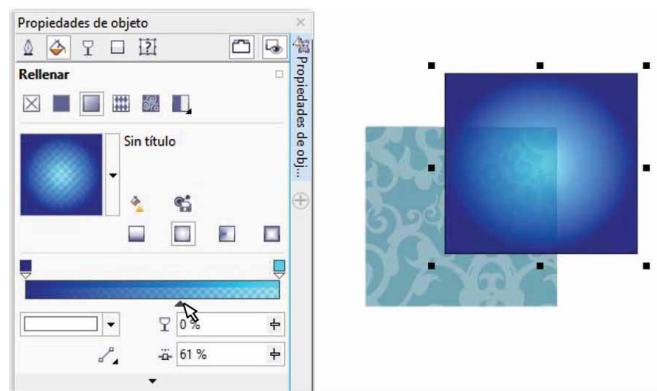 Propiedades de objeto
Rellenar
Propiedades de obj...
Sin título
0 %
61 %